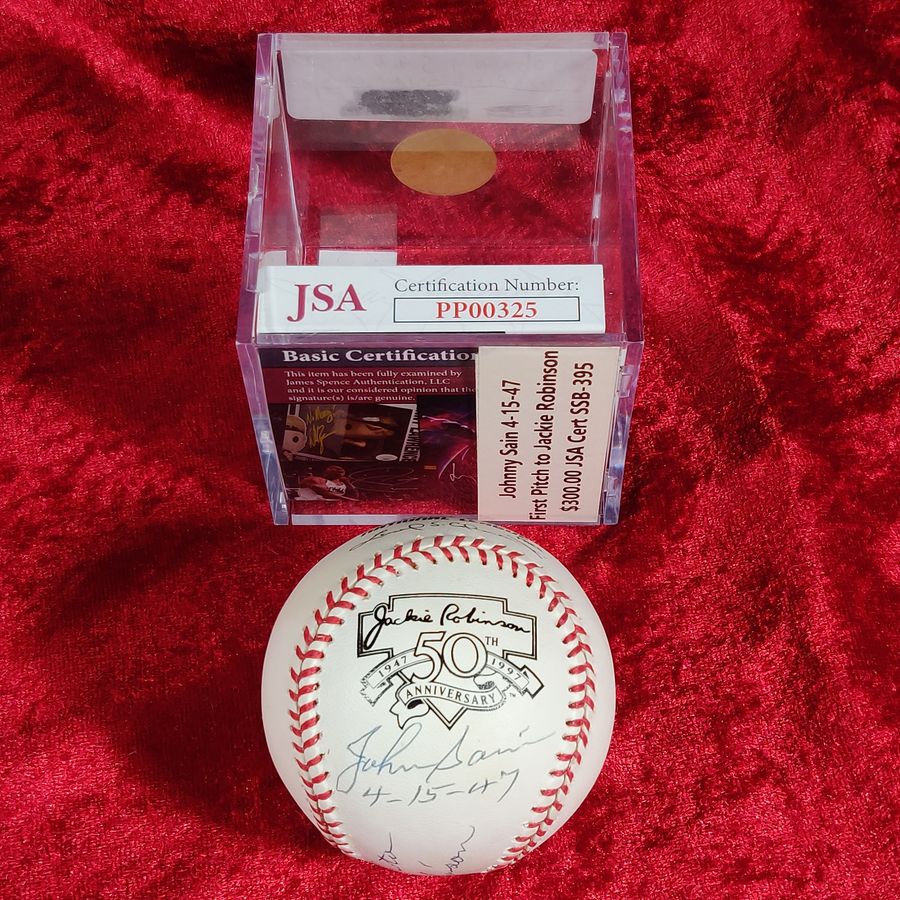 JSA
Certification Number:
PP00325
Basic Certification
This item has been fully examined by
James Spence Authentication, LLC
and it is our considered opinion that the
signature(s) is/are genuine.
Johnny Sain 4-15-47
First Pitch to Jackie Robinson
$300.00 JSA Cert SSB-395
Jackie Robinson
50TH
1947 1997
ANNIVERSARY
John Sain
4-15-47